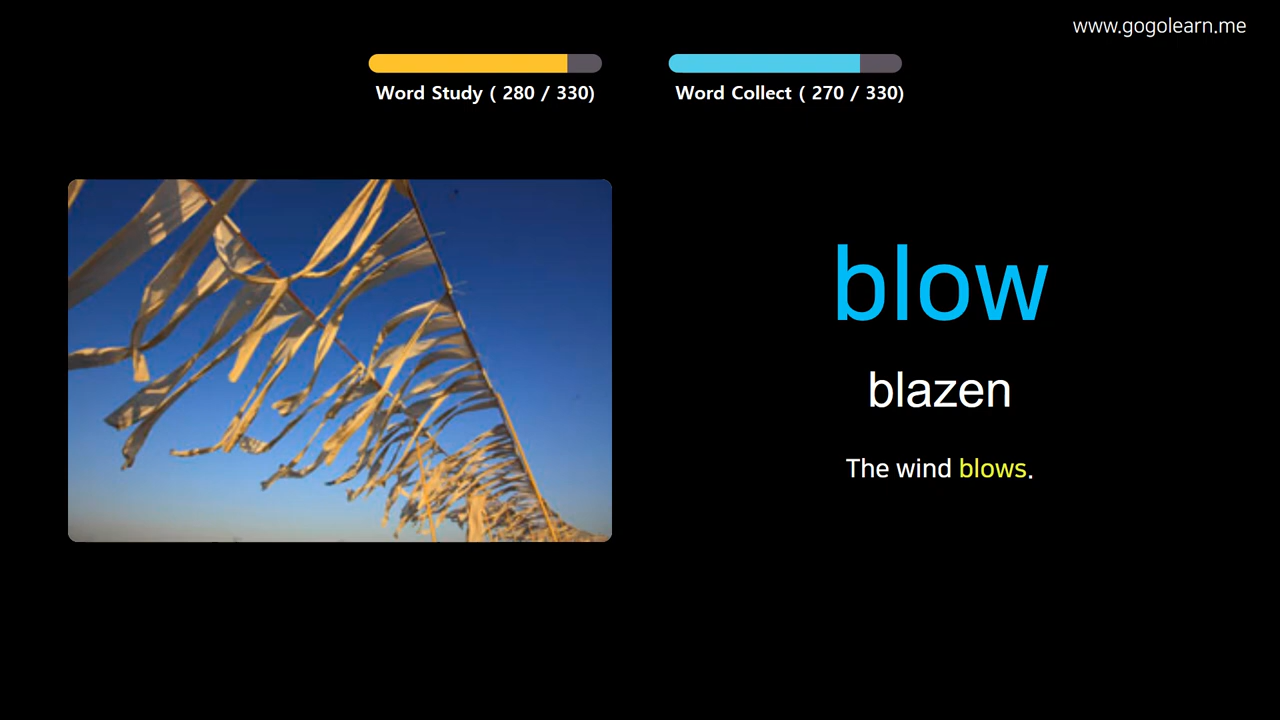 www.gogolearn.me
Word Study ( 280 / 330)
Word Collect ( 270 / 330)
blow
blazen
The wind blows.